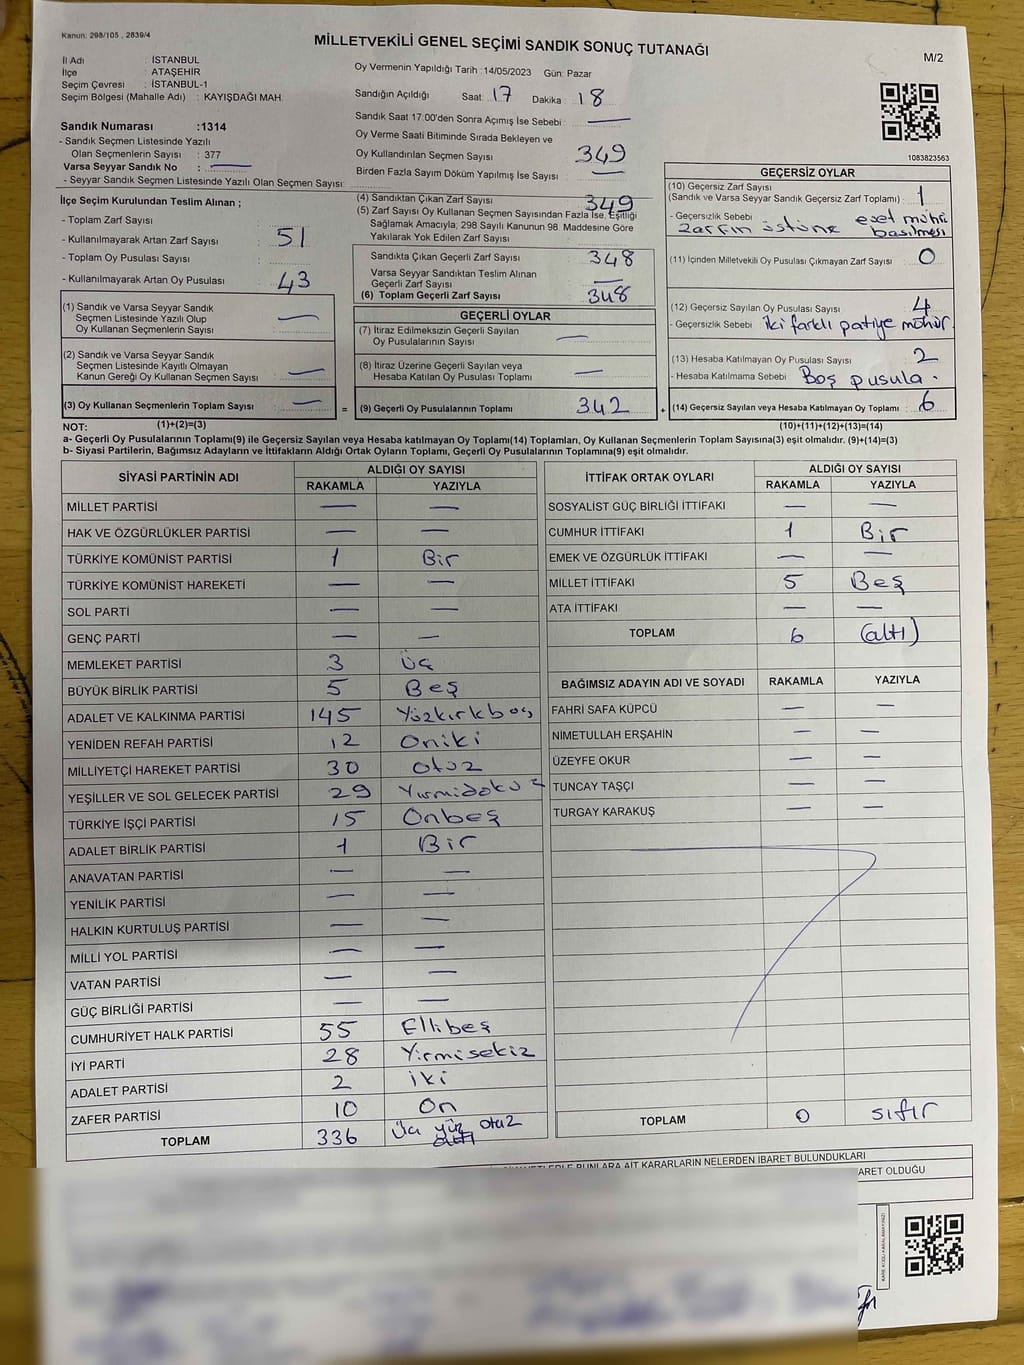 Kanun: 298/105 , 2839/4
MİLLETVEKİLİ GENEL SEÇİMİ SANDIK SONUÇ TUTANAĞI
M/2
İl Adı : İSTANBUL
İlçe : ATAŞEHİR
Seçim Çevresi : İSTANBUL-1
Seçim Bölgesi (Mahalle Adı) : KAYIŞDAĞI MAH.
Sandık Numarası :1314
- Sandık Seçmen Listesinde Yazılı
Olan Seçmenlerin Sayısı : 377
Varsa Seyyar Sandık No : —
- Seyyar Sandık Seçmen Listesinde Yazılı Olan Seçmen Sayısı:
Oy Vermenin Yapıldığı Tarih :14/05/2023 Gün: Pazar
Sandığın Açıldığı Saat: 17 Dakika : 18
Sandık Saat 17:00'den Sonra Açımış İse Sebebi : —
Oy Verme Saati Bitiminde Sırada Bekleyen ve
Oy Kullandırılan Seçmen Sayısı 349
Birden Fazla Sayım Döküm Yapılmış İse Sayısı : —
1083823563
İlçe Seçim Kurulundan Teslim Alınan ;
- Toplam Zarf Sayısı :
- Kullanılmayarak Artan Zarf Sayısı : 51
- Toplam Oy Pusulası Sayısı :
- Kullanılmayarak Artan Oy Pusulası : 43
(1) Sandık ve Varsa Seyyar Sandık
Seçmen Listesinde Yazılı Olup
Oy Kullanan Seçmenlerin Sayısı : —
(2) Sandık ve Varsa Seyyar Sandık
Seçmen Listesinde Kayıtlı Olmayan
Kanun Gereği Oy Kullanan Seçmen Sayısı : —
(3) Oy Kullanan Seçmenlerin Toplam Sayısı : —
(4) Sandıktan Çıkan Zarf Sayısı : 349
(5) Zarf Sayısı Oy Kullanan Seçmen Sayısından Fazla İse, Eşitliği
Sağlamak Amacıyla; 298 Sayılı Kanunun 98. Maddesine Göre
Yakılarak Yok Edilen Zarf Sayısı :
Sandıkta Çıkan Geçerli Zarf Sayısı : 348
Varsa Seyyar Sandıktan Teslim Alınan
Geçerli Zarf Sayısı : —
(6) Toplam Geçerli Zarf Sayısı : 348
GEÇERLİ OYLAR
(7) İtiraz Edilmeksizin Geçerli Sayılan
Oy Pusulalarının Sayısı : —
(8) İtiraz Üzerine Geçerli Sayılan veya
Hesaba Katılan Oy Pusulası Toplamı : —
= (9) Geçerli Oy Pusulalarının Toplamı : 342 +
GEÇERSİZ OYLAR
(10) Geçersiz Zarf Sayısı
(Sandık ve Varsa Seyyar Sandık Geçersiz Zarf Toplamı) : 1
- Geçersizlik Sebebi : evet mührü
zarfın üstüne basılmesi
(11) İçinden Milletvekili Oy Pusulası Çıkmayan Zarf Sayısı : 0
(12) Geçersiz Sayılan Oy Pusulası Sayısı : 4
- Geçersizlik Sebebi : iki farklı patiye mühür.
(13) Hesaba Katılmayan Oy Pusulası Sayısı : 2
- Hesaba Katılmama Sebebi : Boş pusula.
(14) Geçersiz Sayılan veya Hesaba Katılmayan Oy Toplamı : 6
NOT: (1)+(2)=(3) (10)+(11)+(12)+(13)=(14)
a- Geçerli Oy Pusulalarının Toplamı(9) ile Geçersiz Sayılan veya Hesaba katılmayan Oy Toplamı(14) Toplamları, Oy Kullanan Seçmenlerin Toplam Sayısına(3) eşit olmalıdır. (9)+(14)=(3)
b- Siyasi Partilerin, Bağımsız Adayların ve İttifakların Aldığı Ortak Oyların Toplamı, Geçerli Oy Pusulalarının Toplamına(9) eşit olmalıdır.
SİYASİ PARTİNİN ADI ALDIĞI OY SAYISI
RAKAMLA YAZIYLA
MİLLET PARTİSİ — —
HAK VE ÖZGÜRLÜKLER PARTİSİ — —
TÜRKİYE KOMÜNİST PARTİSİ 1 Bir
TÜRKİYE KOMÜNİST HAREKETİ — —
SOL PARTİ — —
GENÇ PARTİ — —
MEMLEKET PARTİSİ 3 Üç
BÜYÜK BİRLİK PARTİSİ 5 Beş
ADALET VE KALKINMA PARTİSİ 145 Yüzkırkbeş
YENİDEN REFAH PARTİSİ 12 Oniki
MİLLİYETÇİ HAREKET PARTİSİ 30 otuz
YEŞİLLER VE SOL GELECEK PARTİSİ 29 Yirmidokuz
TÜRKİYE İŞÇİ PARTİSİ 15 Onbeş
ADALET BİRLİK PARTİSİ 1 Bir
ANAVATAN PARTİSİ — —
YENİLİK PARTİSİ — —
HALKIN KURTULUŞ PARTİSİ — —
MİLLİ YOL PARTİSİ — —
VATAN PARTİSİ — —
GÜÇ BİRLİĞİ PARTİSİ — —
CUMHURİYET HALK PARTİSİ 55 Ellibeş
İYİ PARTİ 28 Yirmisekiz
ADALET PARTİSİ 2 iki
ZAFER PARTİSİ 10 On
TOPLAM 336 Üç yüz otuz
altı
İTTİFAK ORTAK OYLARI ALDIĞI OY SAYISI
RAKAMLA YAZIYLA
SOSYALİST GÜÇ BİRLİĞİ İTTİFAKI — —
CUMHUR İTTİFAKI 1 Bir
EMEK VE ÖZGÜRLÜK İTTİFAKI — —
MİLLET İTTİFAKI 5 Beş
ATA İTTİFAKI — —
TOPLAM 6 (altı)
BAĞIMSIZ ADAYIN ADI VE SOYADI RAKAMLA YAZIYLA
FAHRİ SAFA KÜPCÜ — —
NİMETULLAH ERŞAHİN — —
ÜZEYFE OKUR — —
TUNCAY TAŞÇI — —
TURGAY KARAKUŞ — —
TOPLAM 0 sıfır
BUNLARA AİT KARARLARIN NELERDEN İBARET BULUNDUKLARI
OLDUĞU